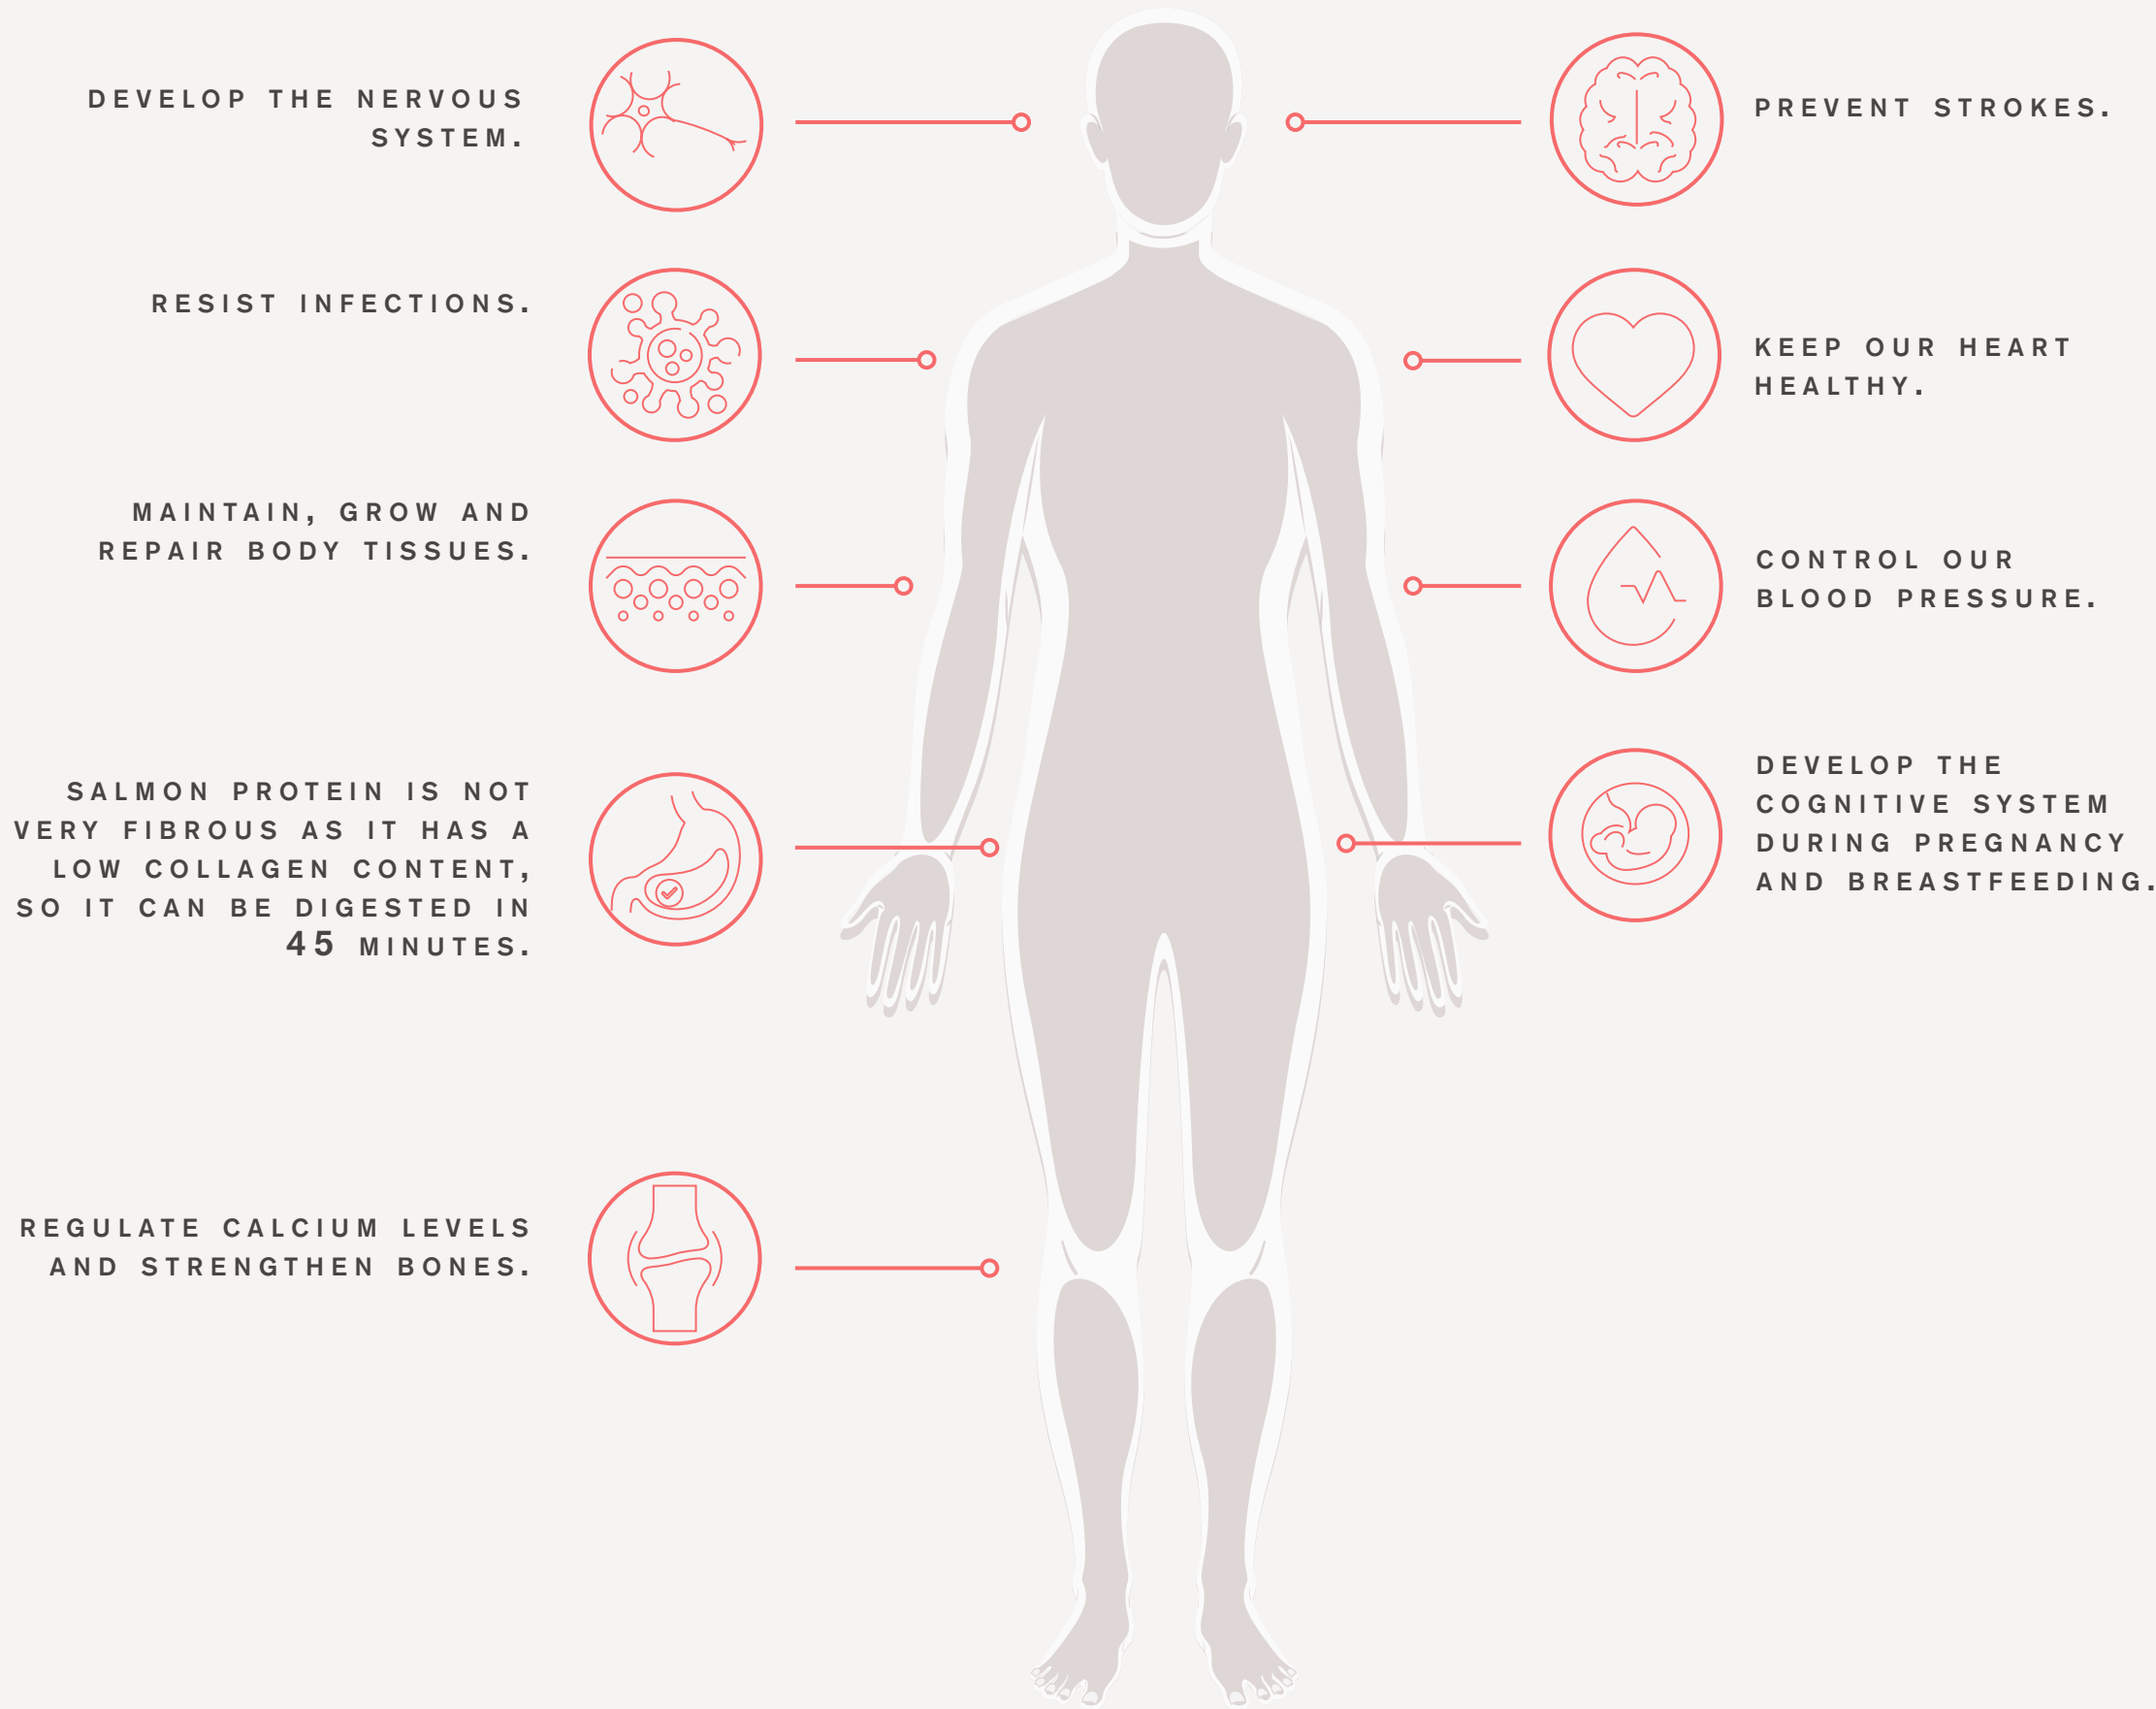 DEVELOP THE NERVOUS
SYSTEM.
RESIST INFECTIONS.
MAINTAIN, GROW AND
REPAIR BODY TISSUES.
SALMON PROTEIN IS NOT
VERY FIBROUS AS IT HAS A
LOW COLLAGEN CONTENT,
SO IT CAN BE DIGESTED IN
45 MINUTES.
REGULATE CALCIUM LEVELS
AND STRENGTHEN BONES.
PREVENT STROKES.
KEEP OUR HEART
HEALTHY.
CONTROL OUR
BLOOD PRESSURE.
DEVELOP THE
COGNITIVE SYSTEM
DURING PREGNANCY
AND BREASTFEEDING.